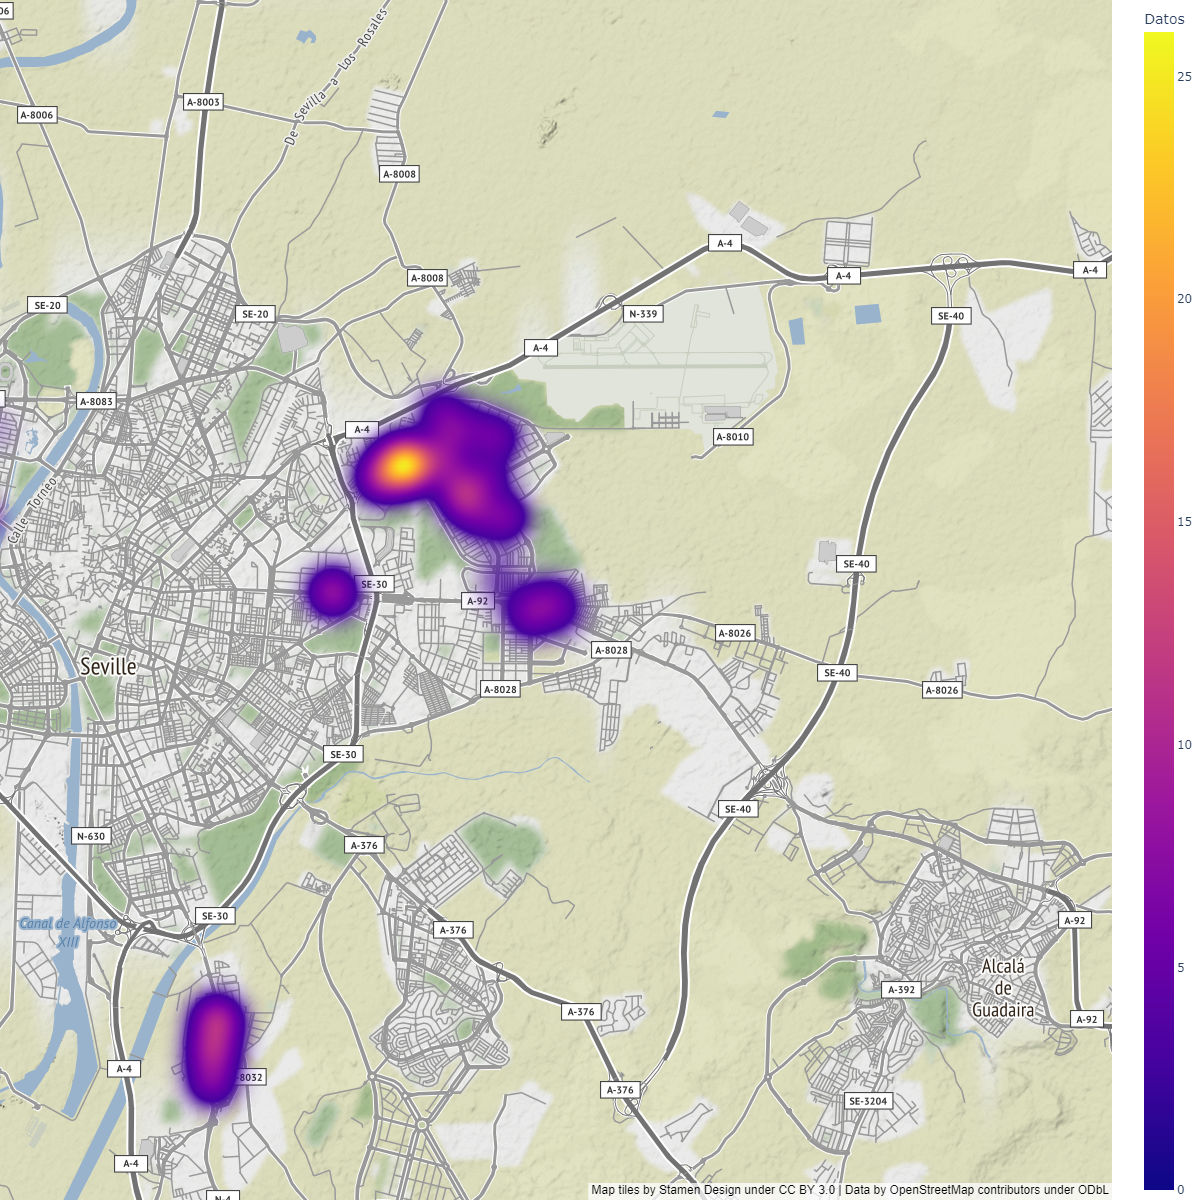 06
Datos
25
A-8003
A-8006
De Sevilla a Los Rosales
A-8008
A-4
A-8008
A-4
A-4
SE-20
SE-20
N-339
SE-40
20
A-4
A-8083
A-4
A-8010
Calle Torneo
15
SE-40
SE-30
A-92
A-8026
A-8028
Seville
SE-40
A-8028
A-8026
SE-30
10
SE-40
N-630
A-376
SE-30
Canal de Alfonso
XIII
A-376
A-92
Alcalá
de
Guadaira
5
A-392
A-376
A-92
A-4
8032
A-376
SE-3204
A-4
N-4
0
Map tiles by Stamen Design under CC BY 3.0 | Data by OpenStreetMap contributors under ODbL